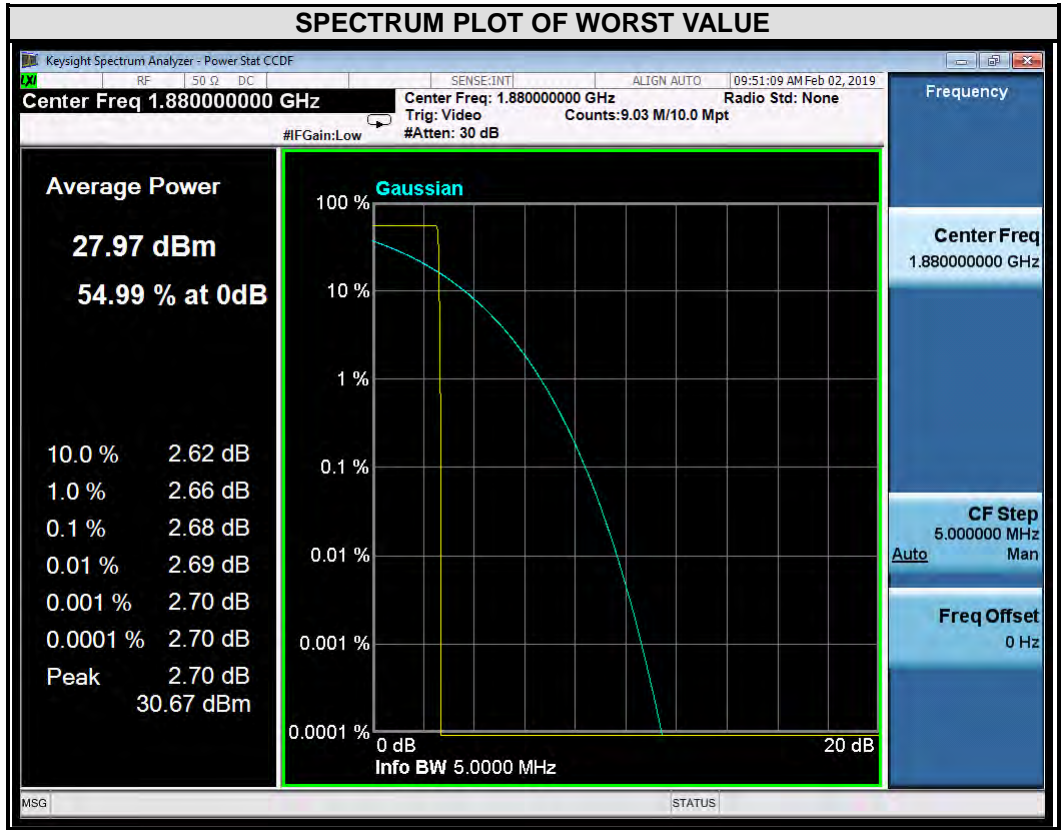 SPECTRUM PLOT OF WORST VALUE
Keysight Spectrum Analyzer - Power Stat CCDF
LXI RF 50 Ω DC SENSE:INT ALIGN AUTO 09:51:09 AM Feb 02, 2019
Center Freq 1.880000000 GHz
Center Freq: 1.880000000 GHz Radio Std: None
Trig: Video Counts:9.03 M/10.0 Mpt
#IFGain:Low #Atten: 30 dB
Frequency
Average Power
27.97 dBm
54.99 % at 0dB
10.0 % 2.62 dB
1.0 % 2.66 dB
0.1 % 2.68 dB
0.01 % 2.69 dB
0.001 % 2.70 dB
0.0001 % 2.70 dB
Peak 2.70 dB
30.67 dBm
Gaussian
100 %
10 %
1 %
0.1 %
0.01 %
0.001 %
0.0001 %
0 dB 20 dB
Info BW 5.0000 MHz
Center Freq
1.880000000 GHz
CF Step
5.000000 MHz
Auto Man
Freq Offset
0 Hz
MSG STATUS